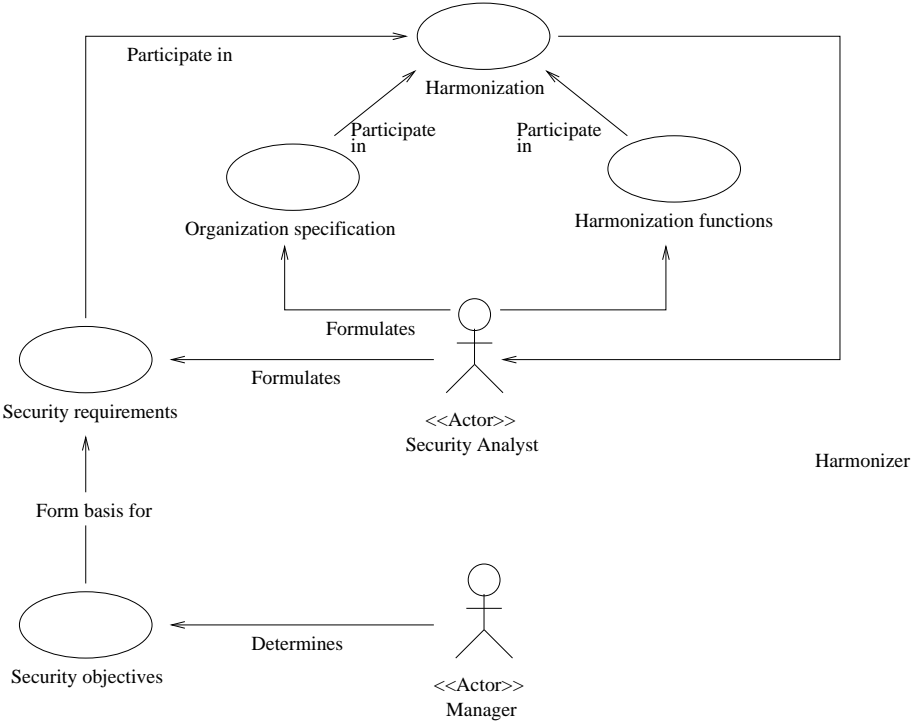 Participate in
Harmonization
Participate
in
Participate
in
Organization specification
Harmonization functions
Formulates
Formulates
Security requirements
<<Actor>>
Security Analyst
Harmonizer
Form basis for
Determines
Security objectives
<<Actor>>
Manager